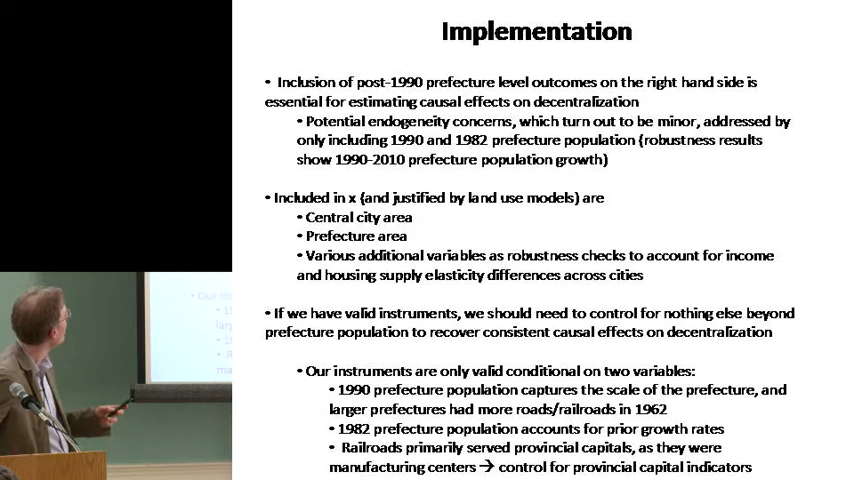 Implementation
• Inclusion of post-1990 prefecture level outcomes on the right hand side is
essential for estimating causal effects on decentralization
• Potential endogeneity concerns, which turn out to be minor, addressed by
only including 1990 and 1982 prefecture population (robustness results
show 1990-2010 prefecture population growth)
• Included in x (and justified by land use models) are
• Central city area
• Prefecture area
• Various additional variables as robustness checks to account for income
and housing supply elasticity differences across cities
• If we have valid instruments, we should need to control for nothing else beyond
prefecture population to recover consistent causal effects on decentralization
• Our instruments are only valid conditional on two variables:
• 1990 prefecture population captures the scale of the prefecture, and
larger prefectures had more roads/railroads in 1962
• 1982 prefecture population accounts for prior growth rates
• Railroads primarily served provincial capitals, as they were
manufacturing centers → control for provincial capital indicators
• Our ins